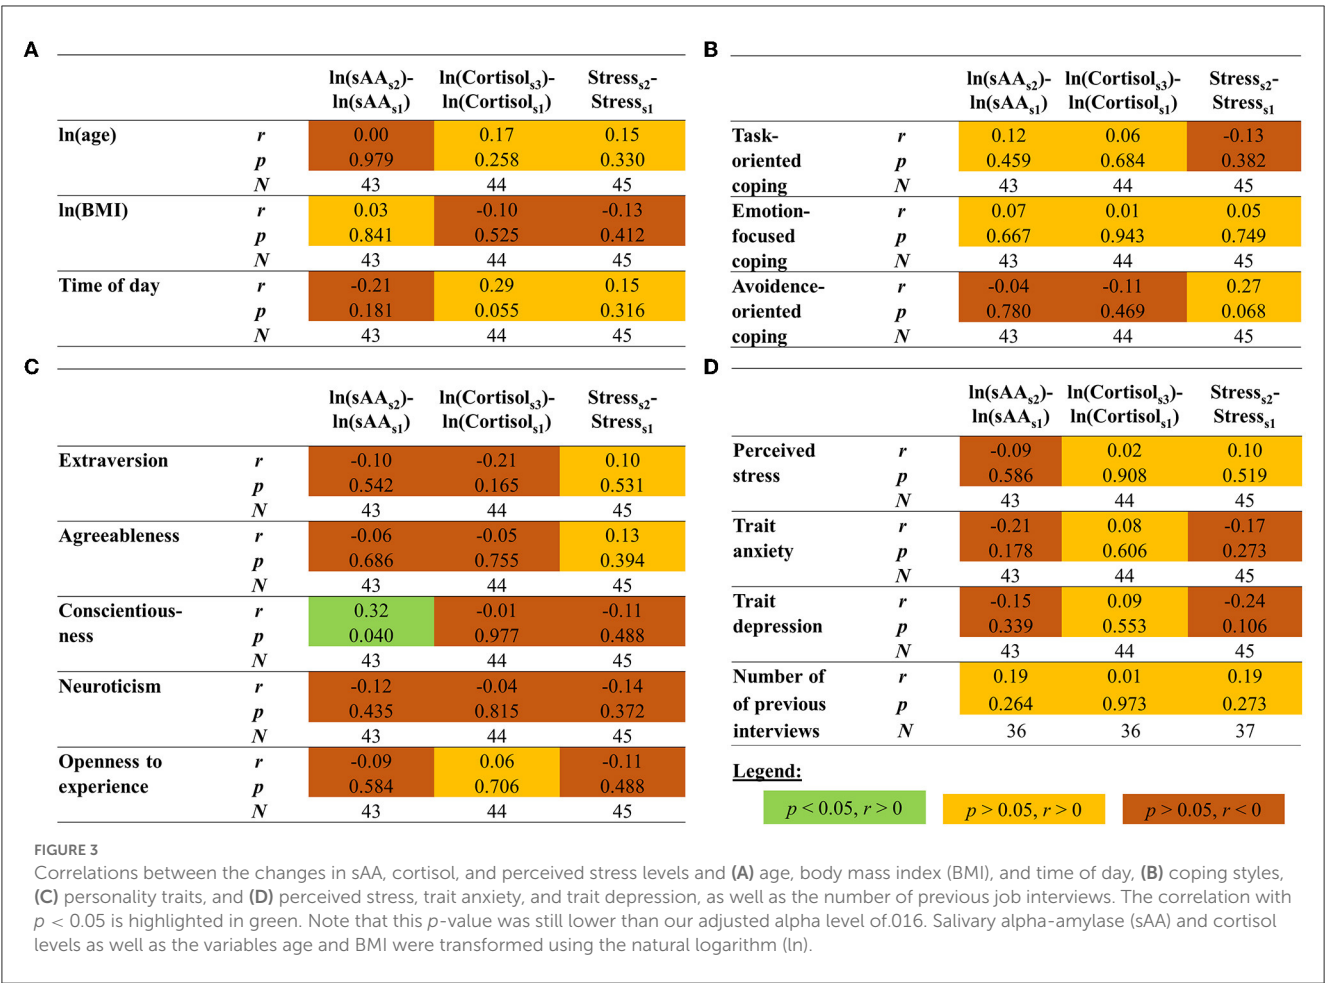 A
ln(sAAs2)- ln(Cortisols3)- Stresss2-
ln(sAAs1) ln(Cortisols1) Stresss1
ln(age) r 0.00 0.17 0.15
p 0.979 0.258 0.330
N 43 44 45
ln(BMI) r 0.03 -0.10 -0.13
p 0.841 0.525 0.412
N 43 44 45
Time of day r -0.21 0.29 0.15
p 0.181 0.055 0.316
N 43 44 45
B
ln(sAAs2)- ln(Cortisols3)- Stresss2-
ln(sAAs1) ln(Cortisols1) Stresss1
Task- r 0.12 0.06 -0.13
oriented p 0.459 0.684 0.382
coping N 43 44 45
Emotion- r 0.07 0.01 0.05
focused p 0.667 0.943 0.749
coping N 43 44 45
Avoidence- r -0.04 -0.11 0.27
oriented p 0.780 0.469 0.068
coping N 43 44 45
C
ln(sAAs2)- ln(Cortisols3)- Stresss2-
ln(sAAs1) ln(Cortisols1) Stresss1
Extraversion r -0.10 -0.21 0.10
p 0.542 0.165 0.531
N 43 44 45
Agreeableness r -0.06 -0.05 0.13
p 0.686 0.755 0.394
N 43 44 45
Conscientious- r 0.32 -0.01 -0.11
ness p 0.040 0.977 0.488
N 43 44 45
Neuroticism r -0.12 -0.04 -0.14
p 0.435 0.815 0.372
N 43 44 45
Openness to r -0.09 0.06 -0.11
experience p 0.584 0.706 0.488
N 43 44 45
D
ln(sAAs2)- ln(Cortisols3)- Stresss2-
ln(sAAs1) ln(Cortisols1) Stresss1
Perceived r -0.09 0.02 0.10
stress p 0.586 0.908 0.519
N 43 44 45
Trait r -0.21 0.08 -0.17
anxiety p 0.178 0.606 0.273
N 43 44 45
Trait r -0.15 0.09 -0.24
depression p 0.339 0.553 0.106
N 43 44 45
Number of r 0.19 0.01 0.19
of previous p 0.264 0.973 0.273
interviews N 36 36 37
Legend:
p < 0.05, r > 0 p > 0.05, r > 0 p > 0.05, r < 0
FIGURE 3
Correlations between the changes in sAA, cortisol, and perceived stress levels and (A) age, body mass index (BMI), and time of day, (B) coping styles,
(C) personality traits, and (D) perceived stress, trait anxiety, and trait depression, as well as the number of previous job interviews. The correlation with
p < 0.05 is highlighted in green. Note that this p-value was still lower than our adjusted alpha level of.016. Salivary alpha-amylase (sAA) and cortisol
levels as well as the variables age and BMI were transformed using the natural logarithm (ln).